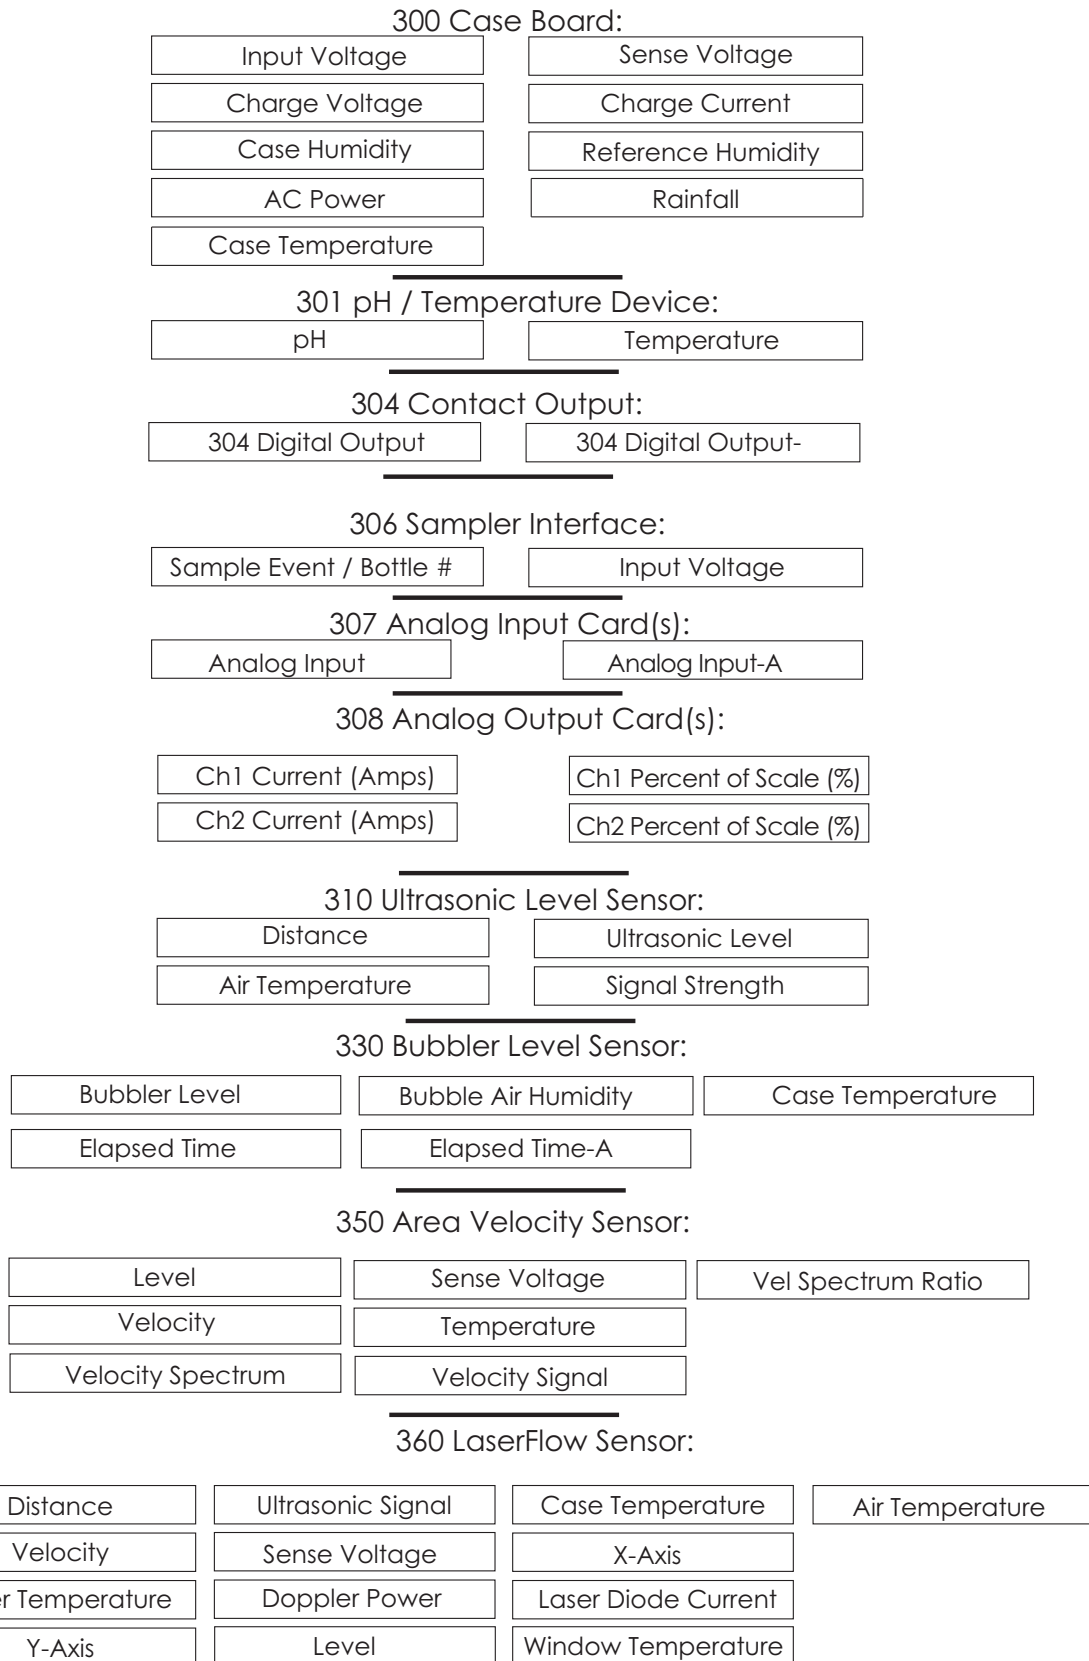 300 Case Board:
Input Voltage
Sense Voltage
Charge Voltage
Charge Current
Case Humidity
Reference Humidity
AC Power
Rainfall
Case Temperature
301 pH / Temperature Device:
pH
Temperature
304 Contact Output:
304 Digital Output
304 Digital Output-
306 Sampler Interface:
Sample Event / Bottle #
Input Voltage
307 Analog Input Card(s):
Analog Input
Analog Input-A
308 Analog Output Card(s):
Ch1 Current (Amps)
Ch1 Percent of Scale (%)
Ch2 Current (Amps)
Ch2 Percent of Scale (%)
310 Ultrasonic Level Sensor:
Distance
Ultrasonic Level
Air Temperature
Signal Strength
330 Bubbler Level Sensor:
Bubbler Level
Bubble Air Humidity
Case Temperature
Elapsed Time
Elapsed Time-A
350 Area Velocity Sensor:
Level
Sense Voltage
Vel Spectrum Ratio
Velocity
Temperature
Velocity Spectrum
Velocity Signal
360 LaserFlow Sensor:
Distance
Ultrasonic Signal
Case Temperature
Air Temperature
Velocity
Sense Voltage
X-Axis
Temperature
Doppler Power
Laser Diode Current
Y-Axis
Level
Window Temperature